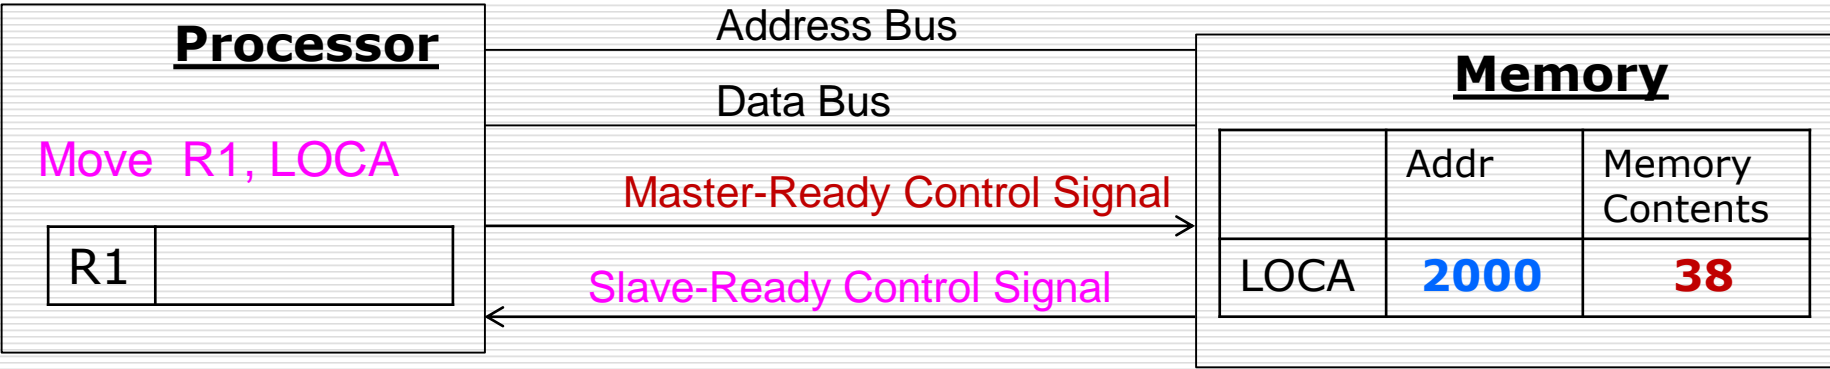 Processor
Move R1, LOCA
R1
Address Bus
Data Bus
Master-Ready Control Signal
Slave-Ready Control Signal
Memory
Addr
Memory
Contents
LOCA 2000 38